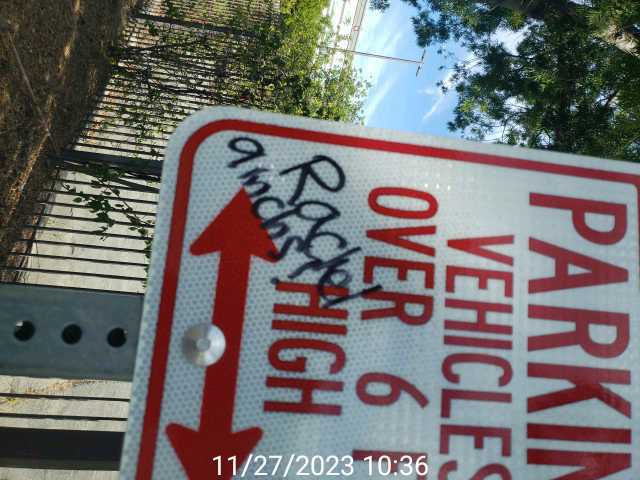 PARKIN
VEHICLES
OVER 6
HIGH
Rachel
11/27/2023 10:36